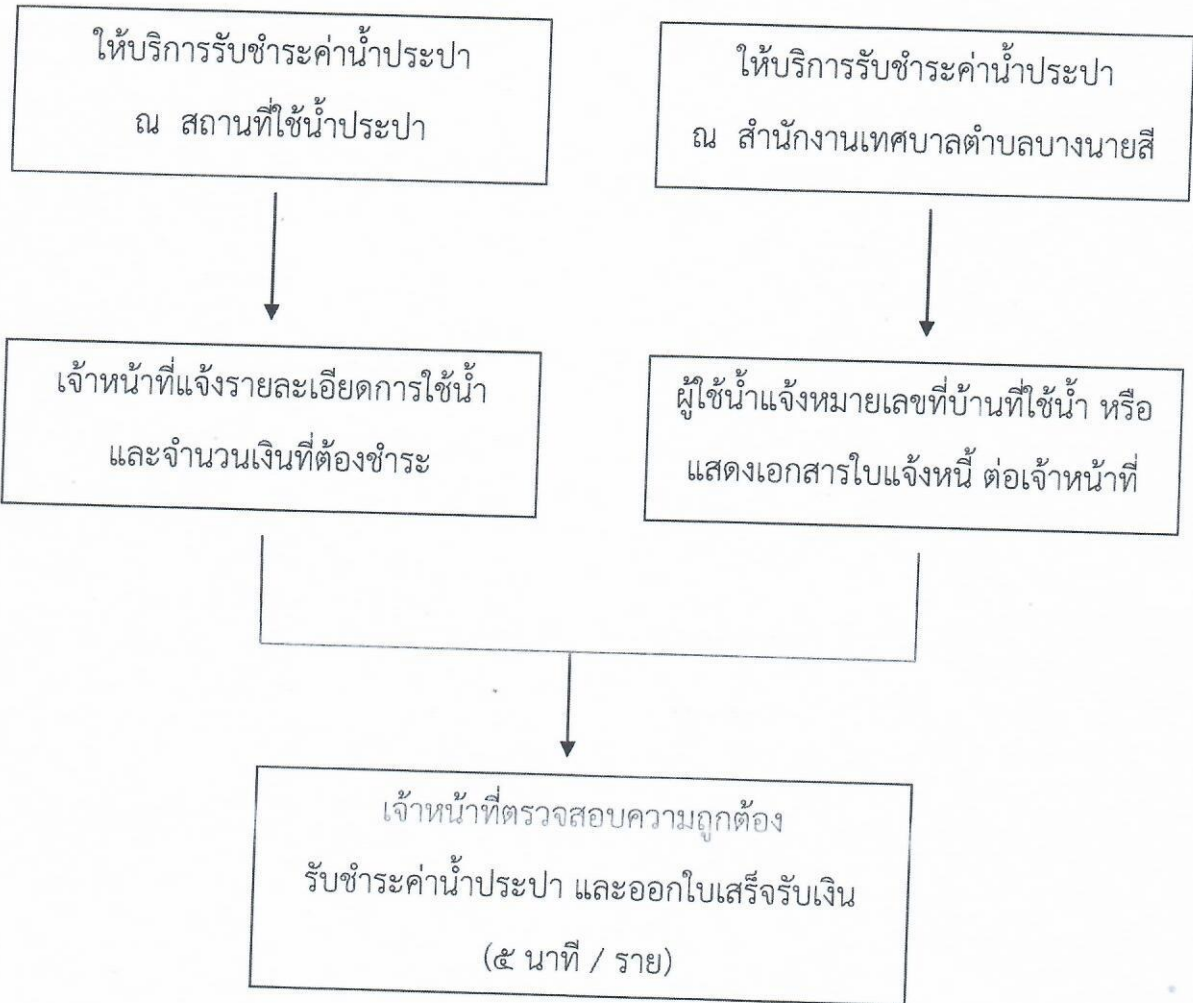 ให้บริการรับชำระค่าน้ำประปา
ณ สถานที่ใช้น้ำประปา
ให้บริการรับชำระค่าน้ำประปา
ณ สำนักงานเทศบาลตำบลบางนายสี
เจ้าหน้าที่แจ้งรายละเอียดการใช้น้ำ
และจำนวนเงินที่ต้องชำระ
ผู้ใช้น้ำแจ้งหมายเลขที่บ้านที่ใช้น้ำ หรือ
แสดงเอกสารใบแจ้งหนี้ ต่อเจ้าหน้าที่
เจ้าหน้าที่ตรวจสอบความถูกต้อง
รับชำระค่าน้ำประปา และออกใบเสร็จรับเงิน
(๕ นาที / ราย)